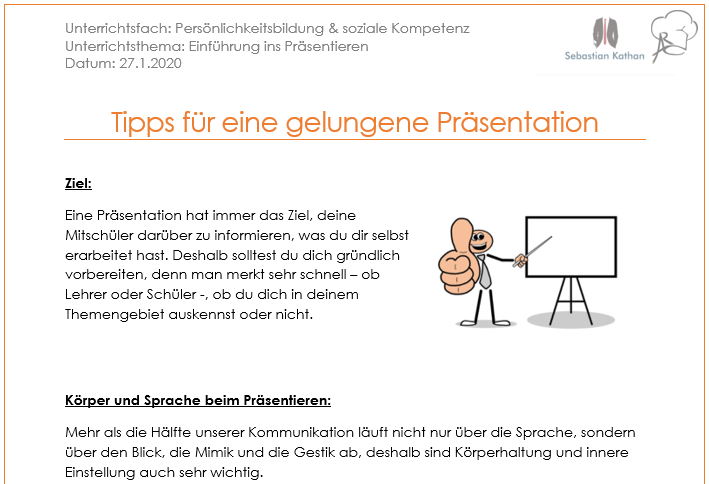 Unterrichtsfach: Persönlichkeitsbildung & soziale Kompetenz
Unterrichtsthema: Einführung ins Präsentieren
Datum: 27.1.2020
Sebastian Kathan
Tipps für eine gelungene Präsentation
Ziel:
Eine Präsentation hat immer das Ziel, deine
Mitschüler darüber zu informieren, was du dir selbst
erarbeitet hast. Deshalb solltest du dich gründlich
vorbereiten, denn man merkt sehr schnell – ob
Lehrer oder Schüler -, ob du dich in deinem
Themengebiet auskennst oder nicht.
Körper und Sprache beim Präsentieren:
Mehr als die Hälfte unserer Kommunikation läuft nicht nur über die Sprache, sondern
über den Blick, die Mimik und die Gestik ab, deshalb sind Körperhaltung und innere
Einstellung auch sehr wichtig.